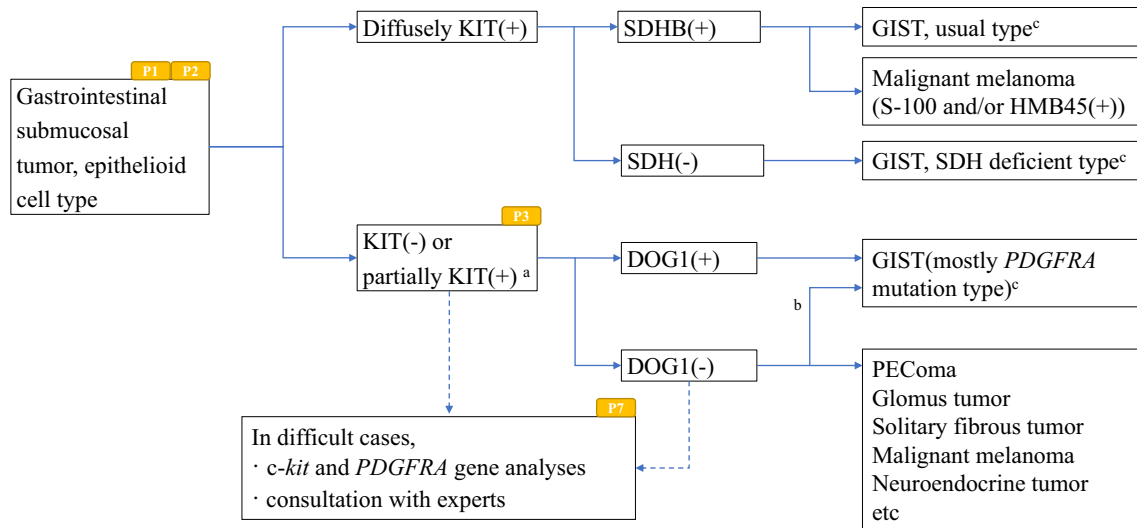 P1 P2
Gastrointestinal
submucosal
tumor, epithelioid
cell type
Diffusely KIT(+)
SDHB(+)
GIST, usual typeᶜ
Malignant melanoma
(S-100 and/or HMB45(+))
SDH(-)
GIST, SDH deficient typeᶜ
P3
KIT(-) or
partially KIT(+) ᵃ
DOG1(+)
GIST(mostly PDGFRA
mutation type)ᶜ
b
DOG1(-)
PEComa
Glomus tumor
Solitary fibrous tumor
Malignant melanoma
Neuroendocrine tumor
etc
P7
In difficult cases,
· c-kit and PDGFRA gene analyses
· consultation with experts